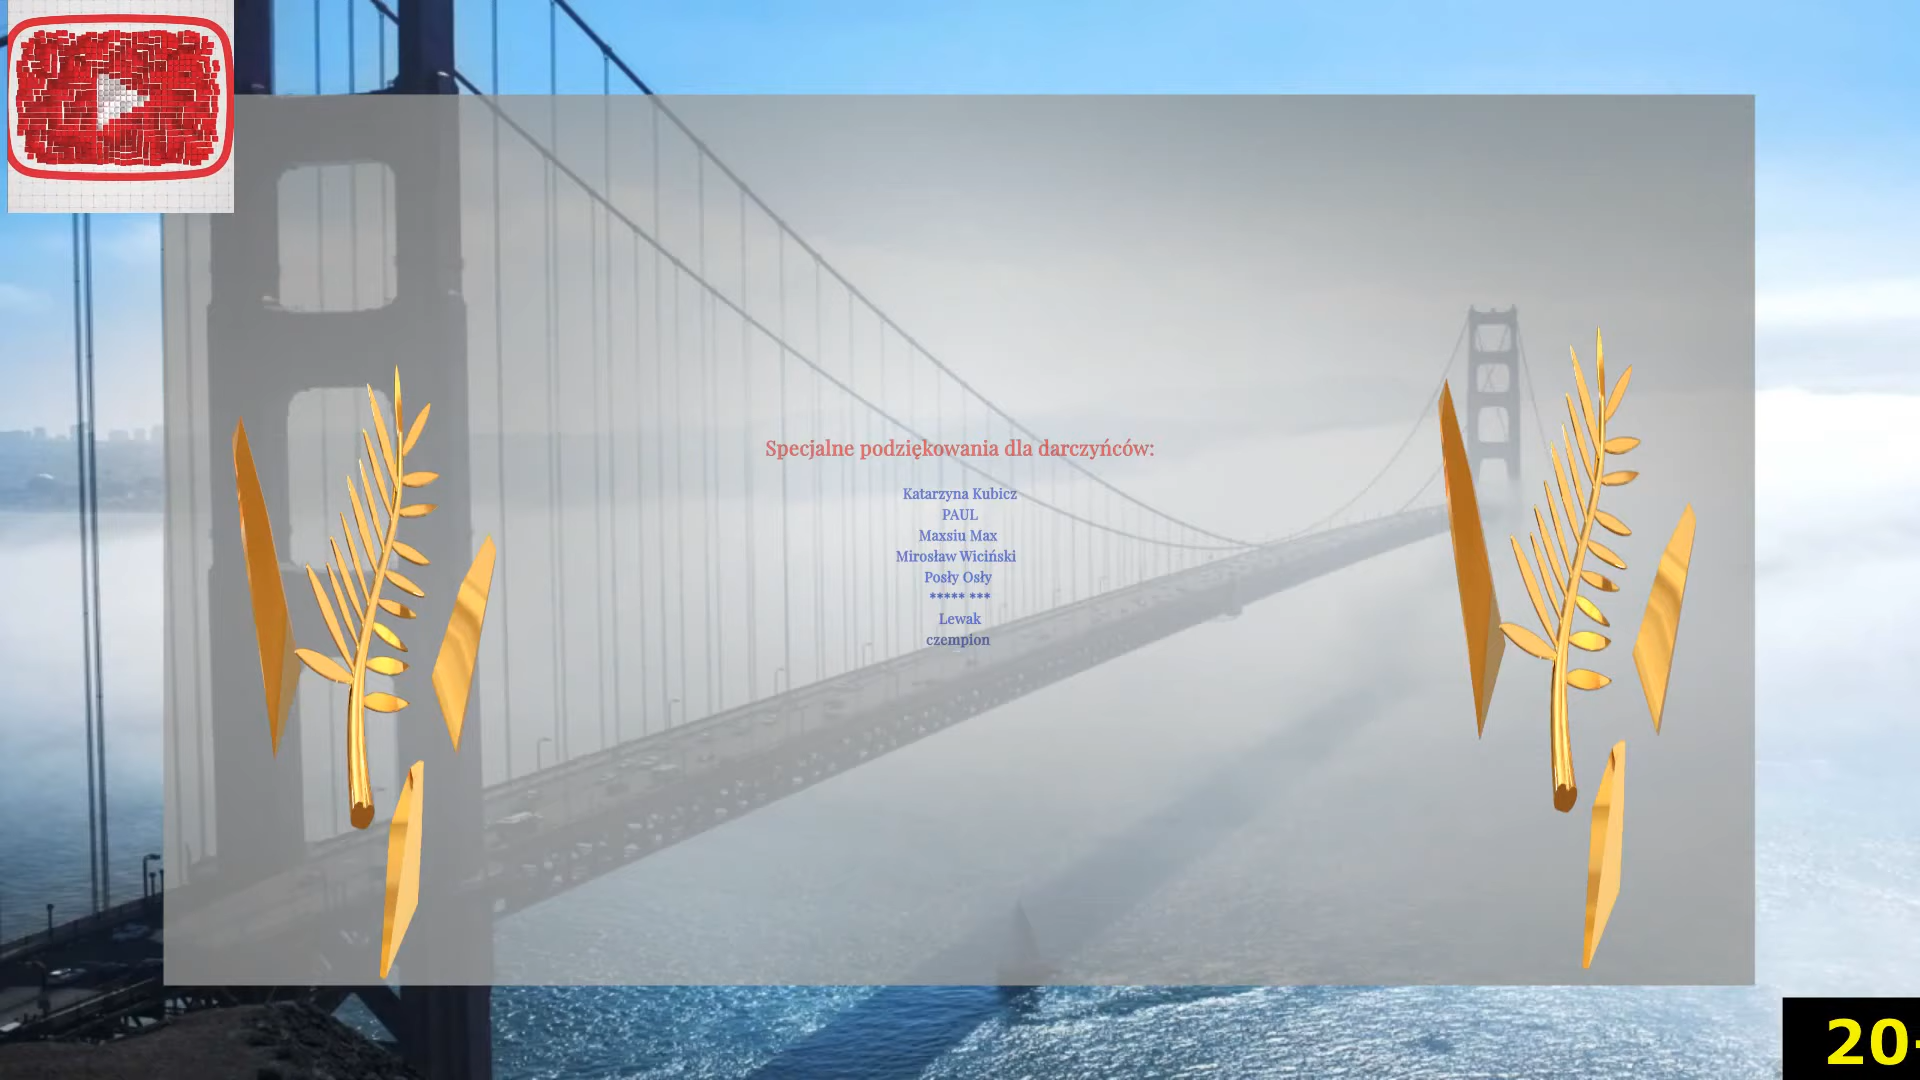 Specjalne podziękowania dla darczyńców:
Katarzyna Kubicz
PAUL
Maxsiu Max
Mirosław Wiciński
Posły Osły
***** ***
Lewak
czempion
20-